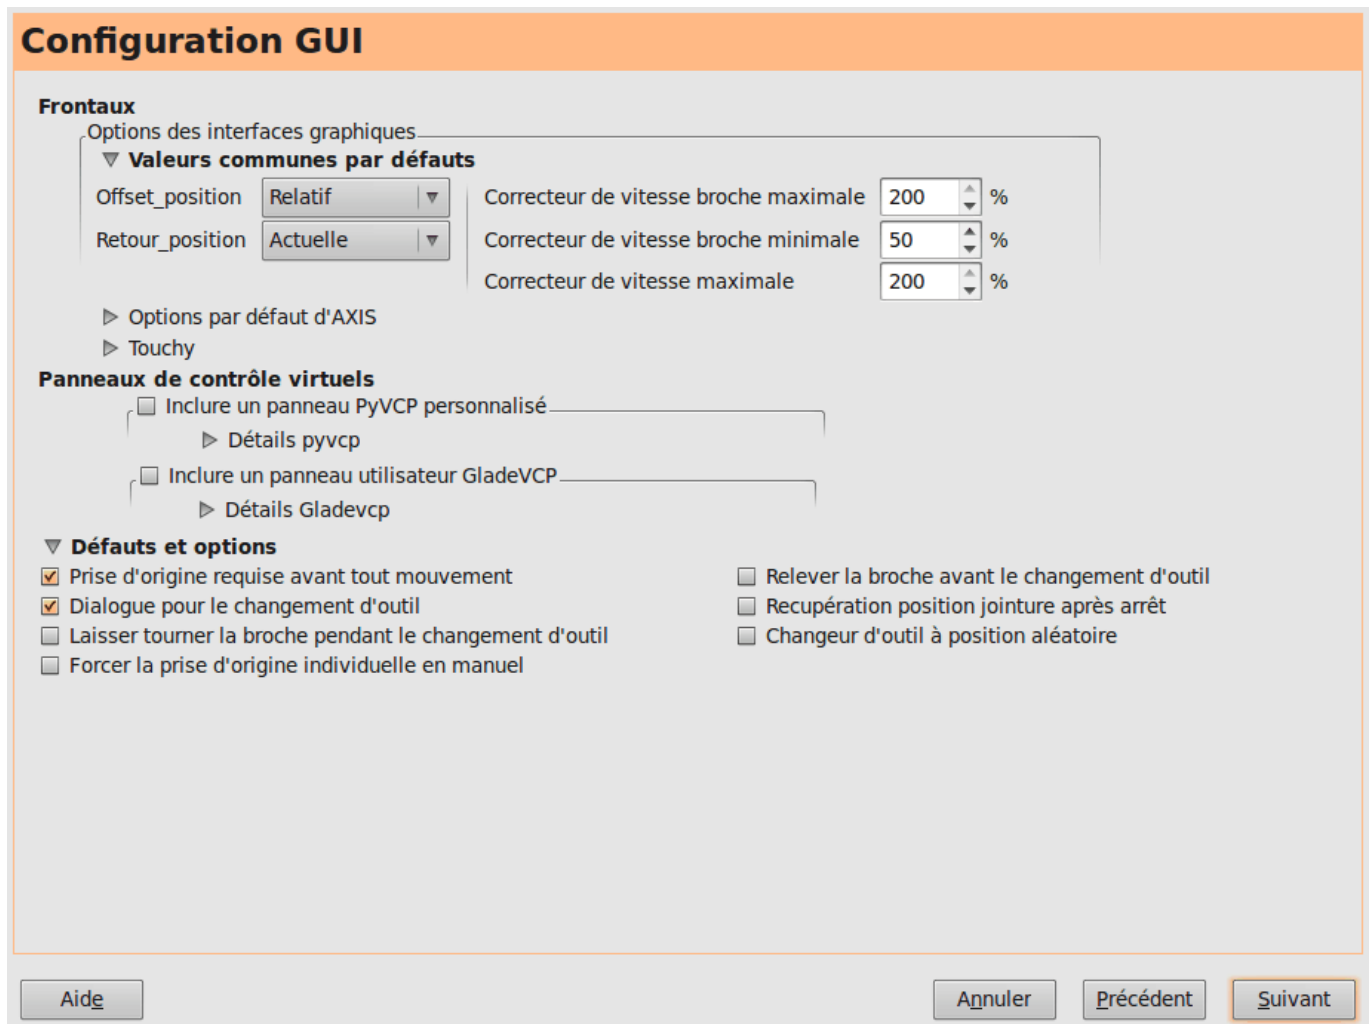 Configuration GUI
Frontaux
Options des interfaces graphiques
Valeurs communes par défauts
Offset_position Relatif Correcteur de vitesse broche maximale 200 %
Retour_position Actuelle Correcteur de vitesse broche minimale 50 %
Correcteur de vitesse maximale 200 %
Options par défaut d'AXIS
Touchy
Panneaux de contrôle virtuels
Inclure un panneau PyVCP personnalisé
Détails pyvcp
Inclure un panneau utilisateur GladeVCP
Détails Gladevcp
Défauts et options
Prise d'origine requise avant tout mouvement Relever la broche avant le changement d'outil
Dialogue pour le changement d'outil Recupération position jointure après arrêt
Laisser tourner la broche pendant le changement d'outil Changeur d'outil à position aléatoire
Forcer la prise d'origine individuelle en manuel
Aide Annuler Précédent Suivant